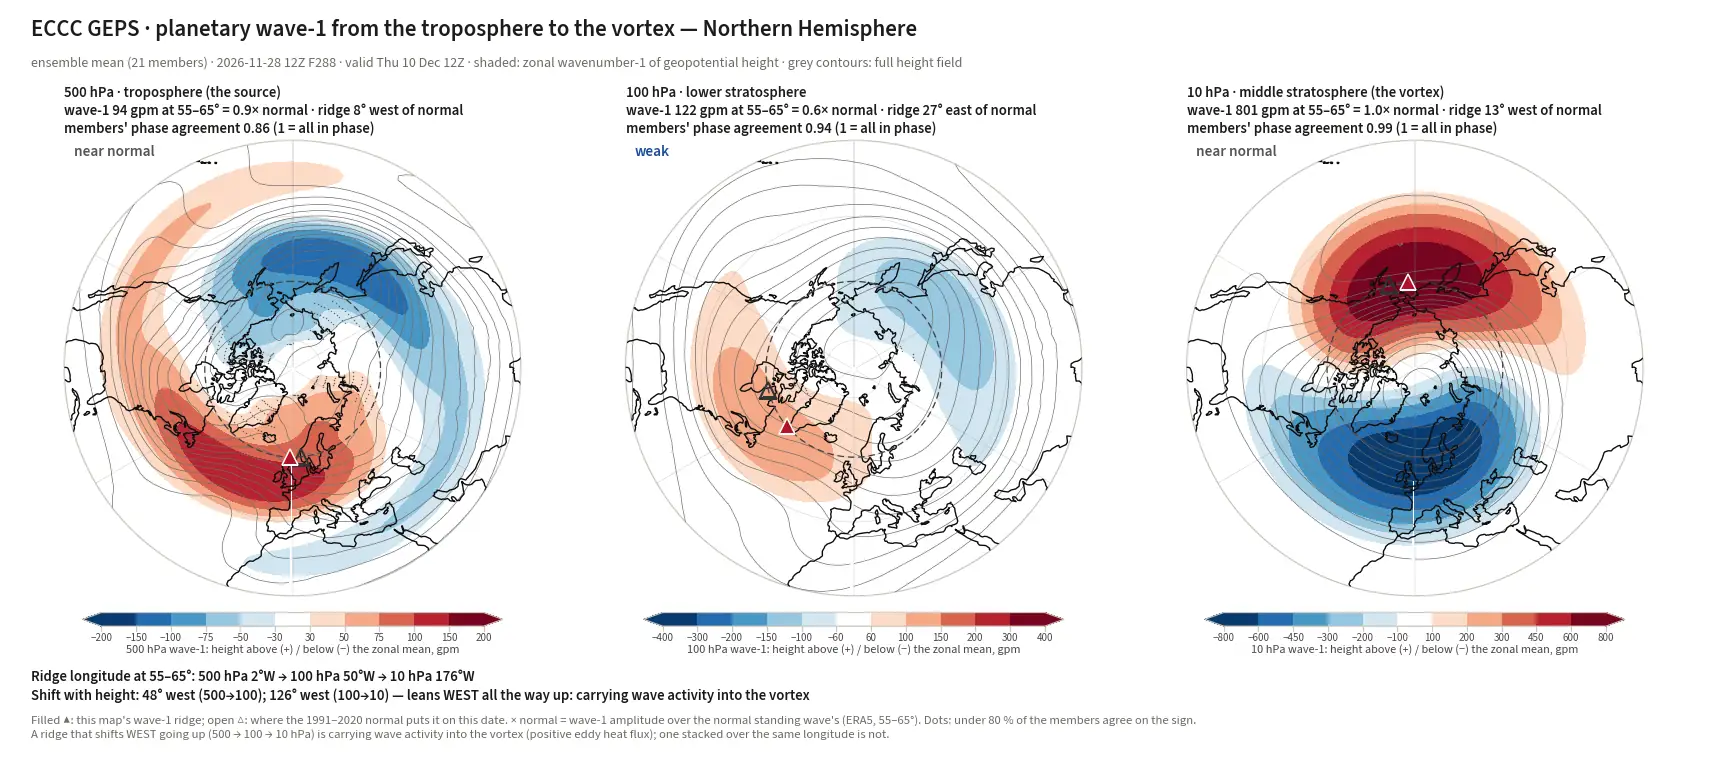 ECCC GEPS · planetary wave-1 from the troposphere to the vortex — Northern Hemisphere
ensemble mean (21 members) · 2026-11-28 12Z F288 · valid Thu 10 Dec 12Z · shaded: zonal wavenumber-1 of geopotential height · grey contours: full height field
500 hPa · troposphere (the source)
wave-1 94 gpm at 55–65° = 0.9× normal · ridge 8° west of normal
members' phase agreement 0.86 (1 = all in phase)
near normal
100 hPa · lower stratosphere
wave-1 122 gpm at 55–65° = 0.6× normal · ridge 27° east of normal
members' phase agreement 0.94 (1 = all in phase)
weak
10 hPa · middle stratosphere (the vortex)
wave-1 801 gpm at 55–65° = 1.0× normal · ridge 13° west of normal
members' phase agreement 0.99 (1 = all in phase)
near normal
−200 −150 −100 −75 −50 −30 30 50 75 100 150 200
500 hPa wave-1: height above (+) / below (−) the zonal mean, gpm
−400 −300 −200 −150 −100 −60 60 100 150 200 300 400
100 hPa wave-1: height above (+) / below (−) the zonal mean, gpm
−800 −600 −450 −300 −200 −100 100 200 300 450 600 800
10 hPa wave-1: height above (+) / below (−) the zonal mean, gpm
Ridge longitude at 55–65°: 500 hPa 2°W → 100 hPa 50°W → 10 hPa 176°W
Shift with height: 48° west (500→100); 126° west (100→10) — leans WEST all the way up: carrying wave activity into the vortex
Filled ▲: this map's wave-1 ridge; open △: where the 1991–2020 normal puts it on this date. × normal = wave-1 amplitude over the normal standing wave's (ERA5, 55–65°). Dots: under 80 % of the members agree on the sign.
A ridge that shifts WEST going up (500 → 100 → 10 hPa) is carrying wave activity into the vortex (positive eddy heat flux); one stacked over the same longitude is not.